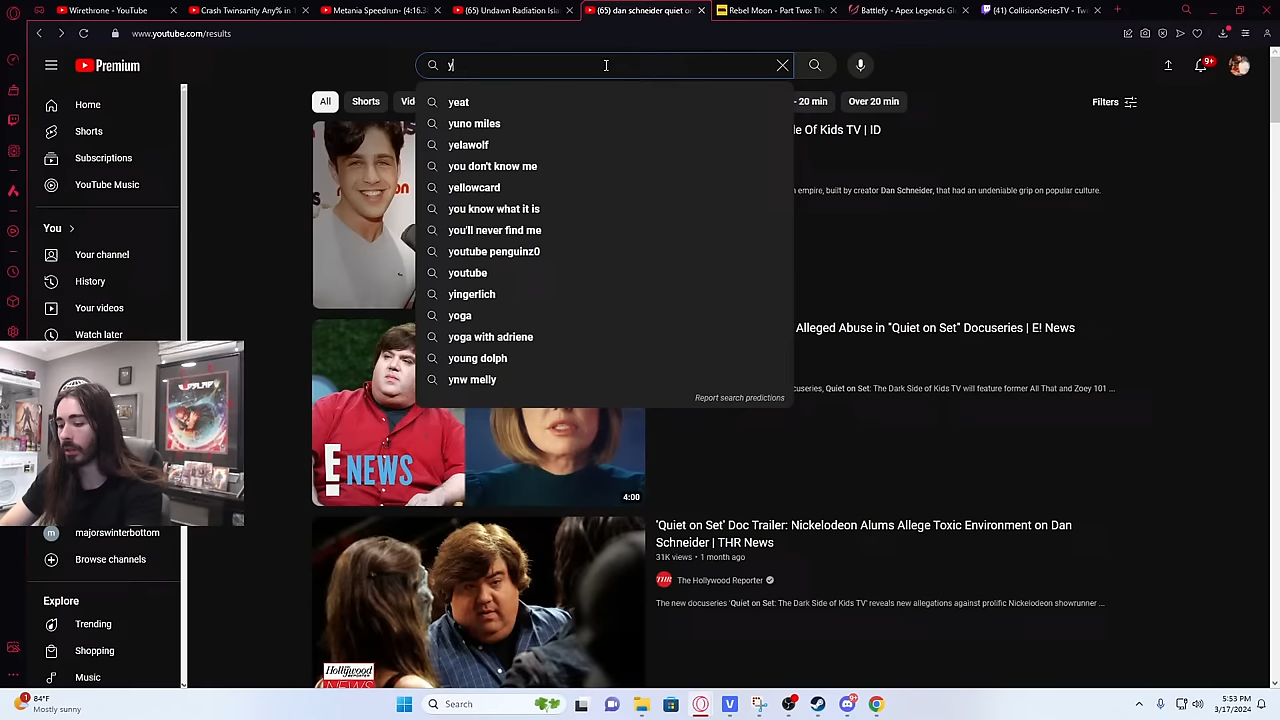 Wirethrone - YouTube
Crash Twinsanity Any% in 1
Metania Speedrun- (4:16.3
(65) Undawn Radiation Isl
(65) dan schneider quiet o
Rebel Moon - Part Two: Th
Battlefy - Apex Legends Gl
(41) CollisionSeriesTV - Tw
www.youtube.com/results
Premium
y
9+
Home
Shorts
Subscriptions
YouTube Music
You
Your channel
History
Your videos
Watch later
majorswinterbottom
Browse channels
Explore
Trending
Shopping
Music
All
Shorts
Vid
- 20 min
Over 20 min
Filters
yeat
yuno miles
yelawolf
you don't know me
yellowcard
you know what it is
you'll never find me
youtube penguinz0
youtube
yingerlich
yoga
yoga with adriene
young dolph
ynw melly
Report search predictions
e Of Kids TV | ID
n empire, built by creator Dan Schneider, that had an undeniable grip on popular culture.
Alleged Abuse in "Quiet on Set" Docuseries | E! News
cuseries, Quiet on Set: The Dark Side of Kids TV will feature former All That and Zoey 101 ...
E! NEWS
4:00
'Quiet on Set' Doc Trailer: Nickelodeon Alums Allege Toxic Environment on Dan
Schneider | THR News
31K views • 1 month ago
THR
The Hollywood Reporter
The new docuseries 'Quiet on Set: The Dark Side of Kids TV' reveals new allegations against prolific Nickelodeon showrunner ...
Hollywood
NEWS
1
84°F
Mostly sunny
Search
5:53 PM
3/17/2024